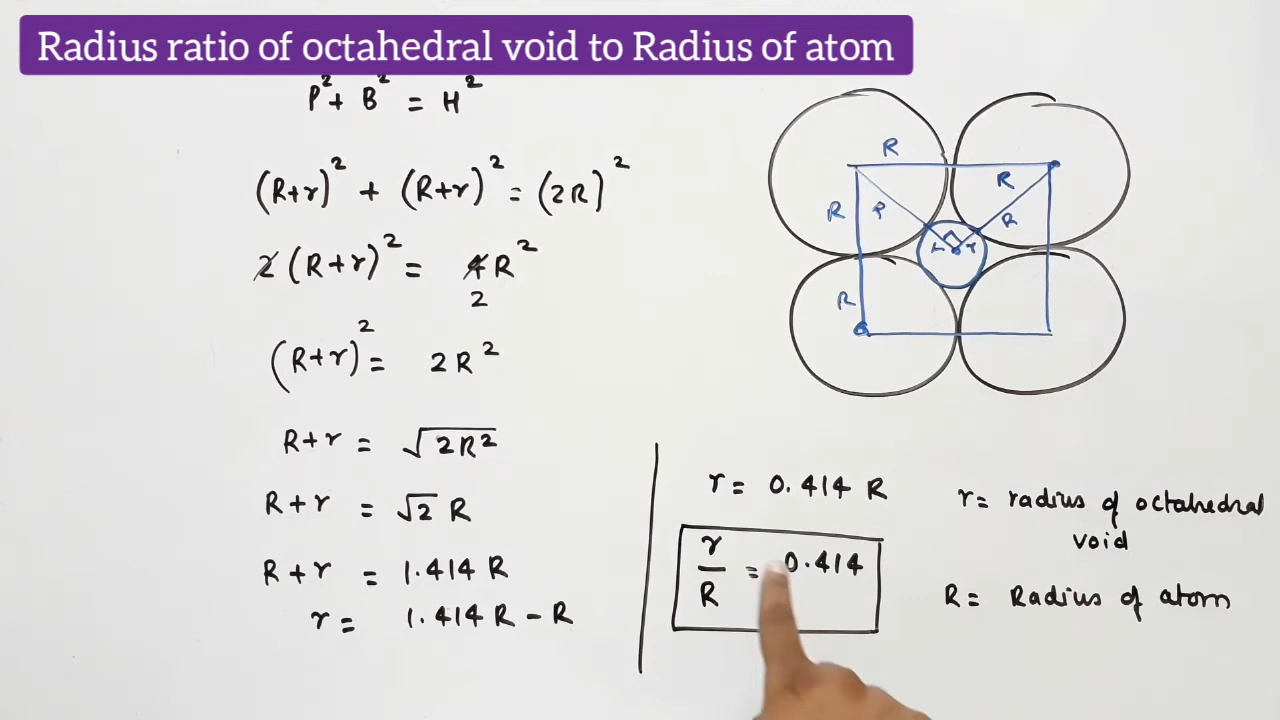 Radius ratio of octahedral void to Radius of atom
P² + B² = H²
(R+r)² + (R+r)² = (2R)²
2 (R+r)² = 4R²
2
(R+r)² = 2R²
R+r = √2R²
R+r = √2 R
R+r = 1.414 R
r = 1.414 R - R
R
R
R
R
R
R
r
r
r = 0.414 R
r/R = 0.414
r = radius of octahedral
void
R = Radius of atom